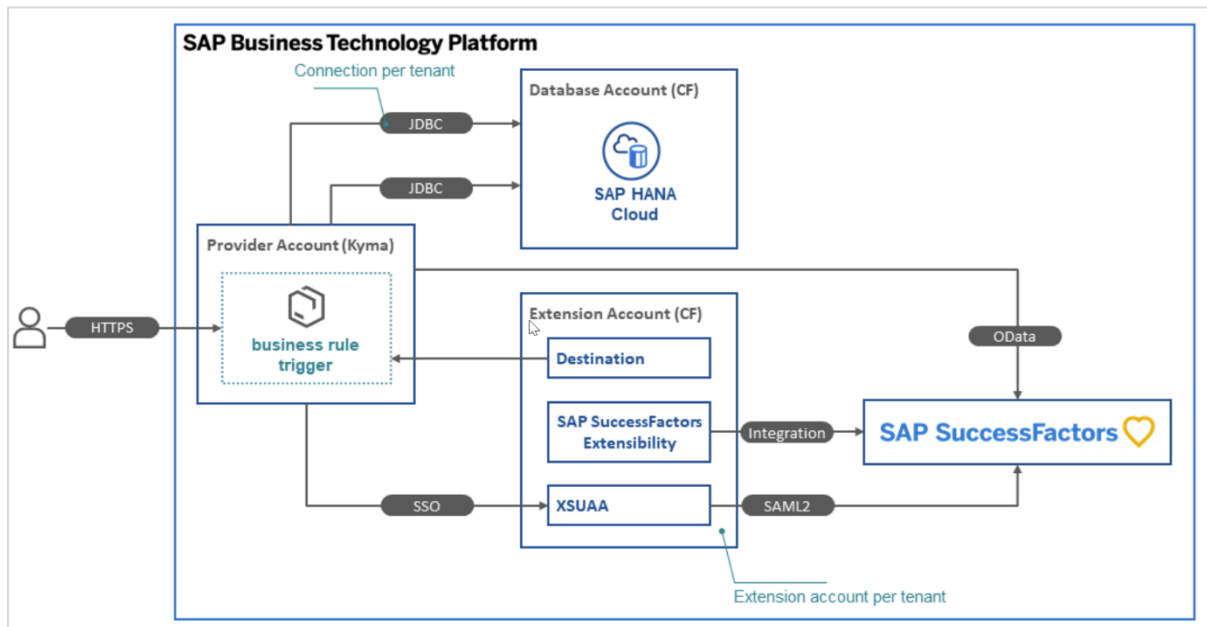 SAP Business Technology Platform
Connection per tenant
JDBC
JDBC
Database Account (CF)
SAP HANA
Cloud
Provider Account (Kyma)
business rule
trigger
HTTPS
Extension Account (CF)
Destination
SAP SuccessFactors
Extensibility
XSUAA
OData
Integration
SAP SuccessFactors
SSO
SAML2
Extension account per tenant